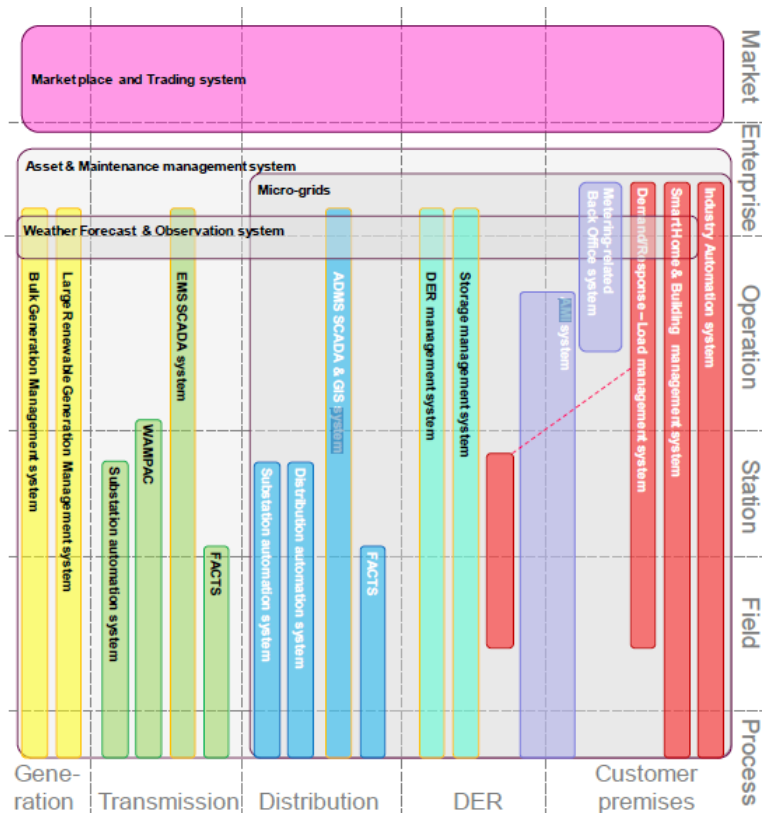 Marketplace and Trading system
Asset & Maintenance management system
Micro-grids
Weather Forecast & Observation system
Bulk Generation Management system
Large Renewable Generation Management system
Substation automation system
WAMPAC
EMS SCADA system
FACTS
Substation automation system
Distribution automation system
ADMS SCADA & GIS system
FACTS
DER management system
Storage management system
AMI system
Metering-related
Back Office system
Demand/Response – Load management system
Smart Home & Building management system
Industry Automation system
Market
Enterprise
Operation
Station
Field
Process
Gene-
ration
Transmission
Distribution
DER
Customer
premises